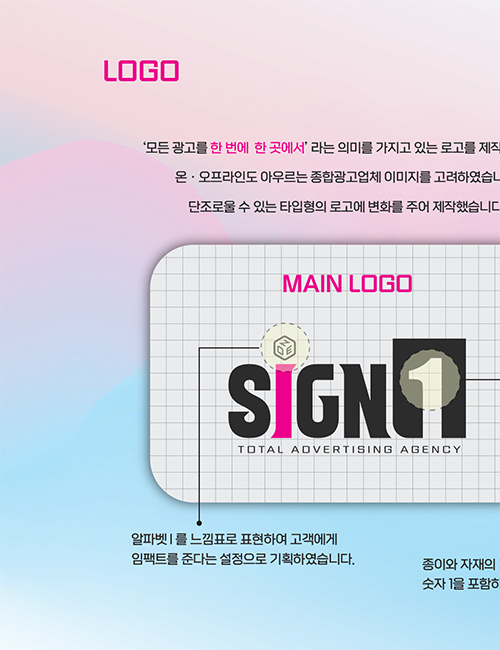 LOGO
‘모든 광고를 한 번에 한 곳에서’ 라는 의미를 가지고 있는 로고를 제작
온 · 오프라인도 아우르는 종합광고업체 이미지를 고려하였습니
단조로울 수 있는 타입형의 로고에 변화를 주어 제작했습니다
MAIN LOGO
SIGN1
TOTAL ADVERTISING AGENCY
알파벳 I 를 느낌표로 표현하여 고객에게
임팩트를 준다는 설정으로 기획하였습니다.
종이와 자재의
숫자 1을 포함하